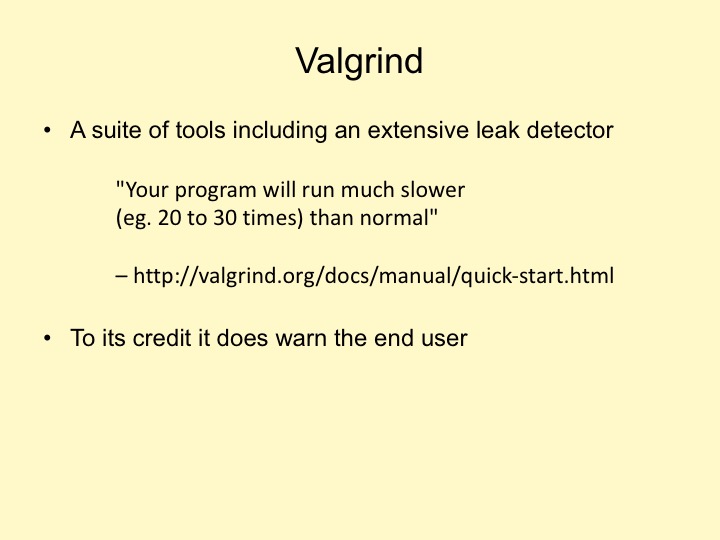 Valgrind
• A suite of tools including an extensive leak detector
"Your program will run much slower
(eg. 20 to 30 times) than normal"
– http://valgrind.org/docs/manual/quick-start.html
• To its credit it does warn the end user